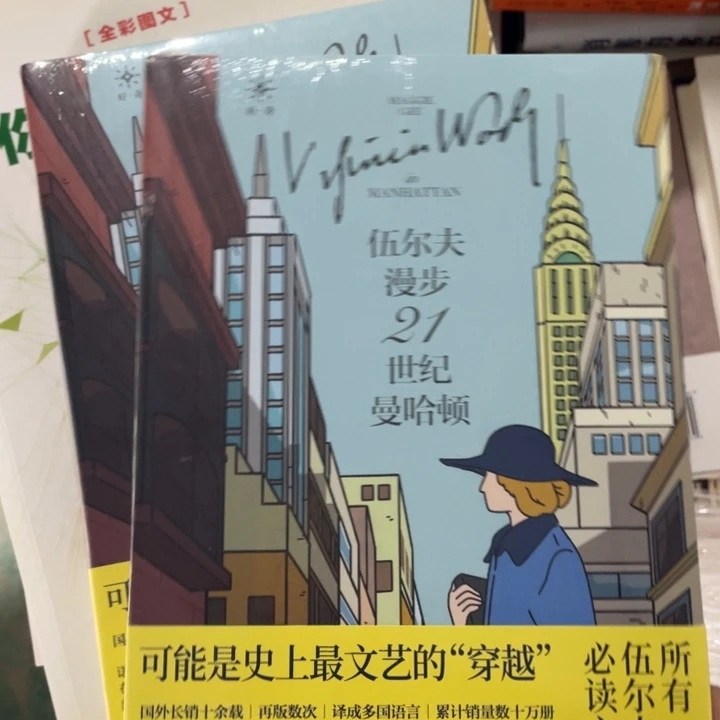 [全彩图文]
MAGGIE
GEE
Virginia Woolf
in
MANHATTAN
伍尔夫
漫步
21
世纪
曼哈顿
可能是史上最文艺的“穿越”
国外长销十余载|再版数次|译成多国语言|累计销量数十万册
所有
伍尔
必读
可
国